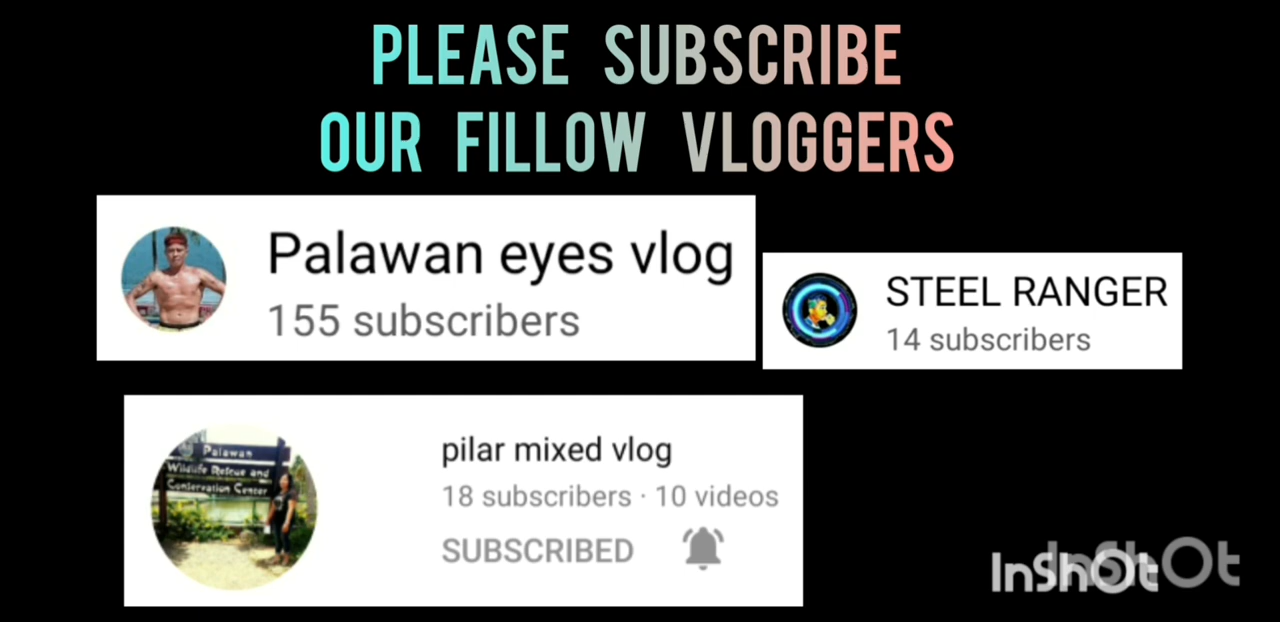 PLEASE SUBSCRIBE
OUR FILLOW VLOGGERS
Palawan eyes vlog
155 subscribers
STEEL RANGER
14 subscribers
Palawan
Wildlife Rescue and
Conservation Center
pilar mixed vlog
18 subscribers · 10 videos
SUBSCRIBED
InShOt
InShOt